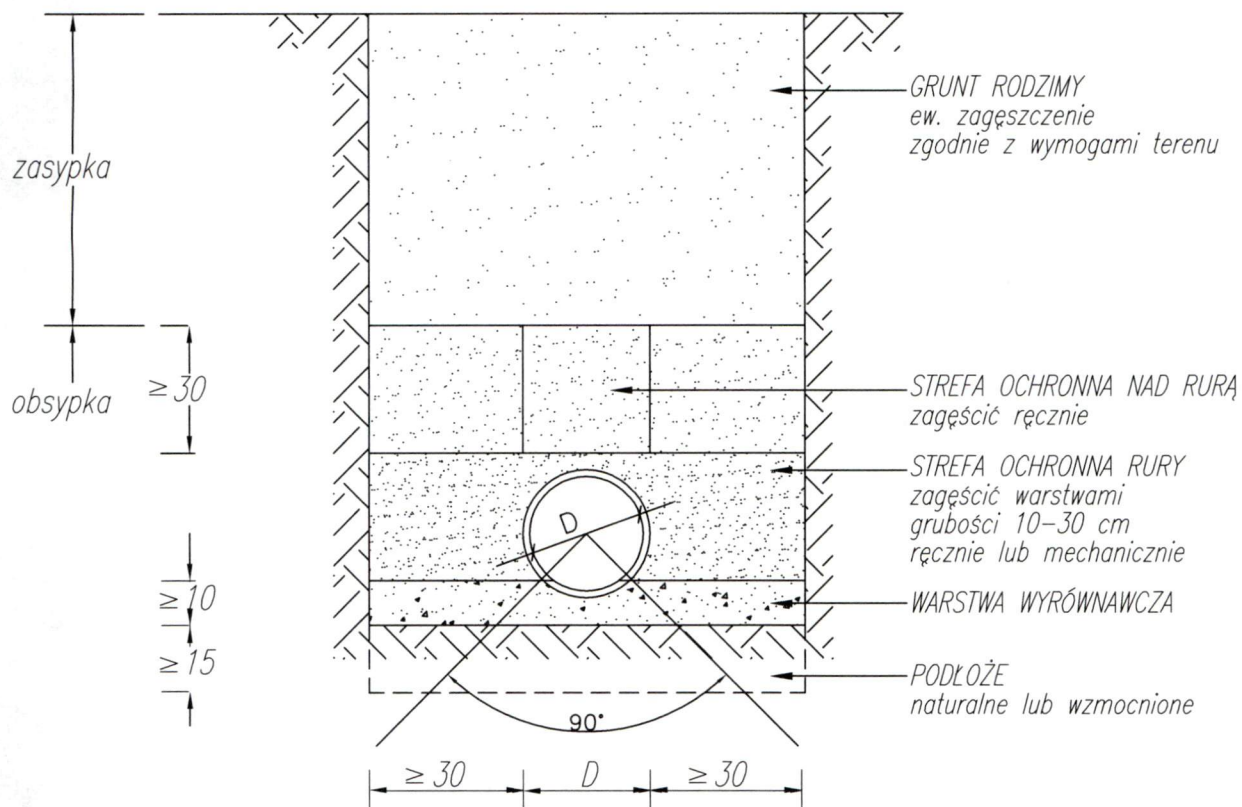 zasypka
obsypka
≥ 30
≥ 10
≥ 15
GRUNT RODZIMY
ew. zagęszczenie
zgodnie z wymogami terenu
STREFA OCHRONNA NAD RURĄ
zagęścić ręcznie
STREFA OCHRONNA RURY
zagęścić warstwami
grubości 10–30 cm
ręcznie lub mechanicznie
WARSTWA WYRÓWNAWCZA
PODŁOŻE
naturalne lub wzmocnione
D
90°
≥ 30
D
≥ 30